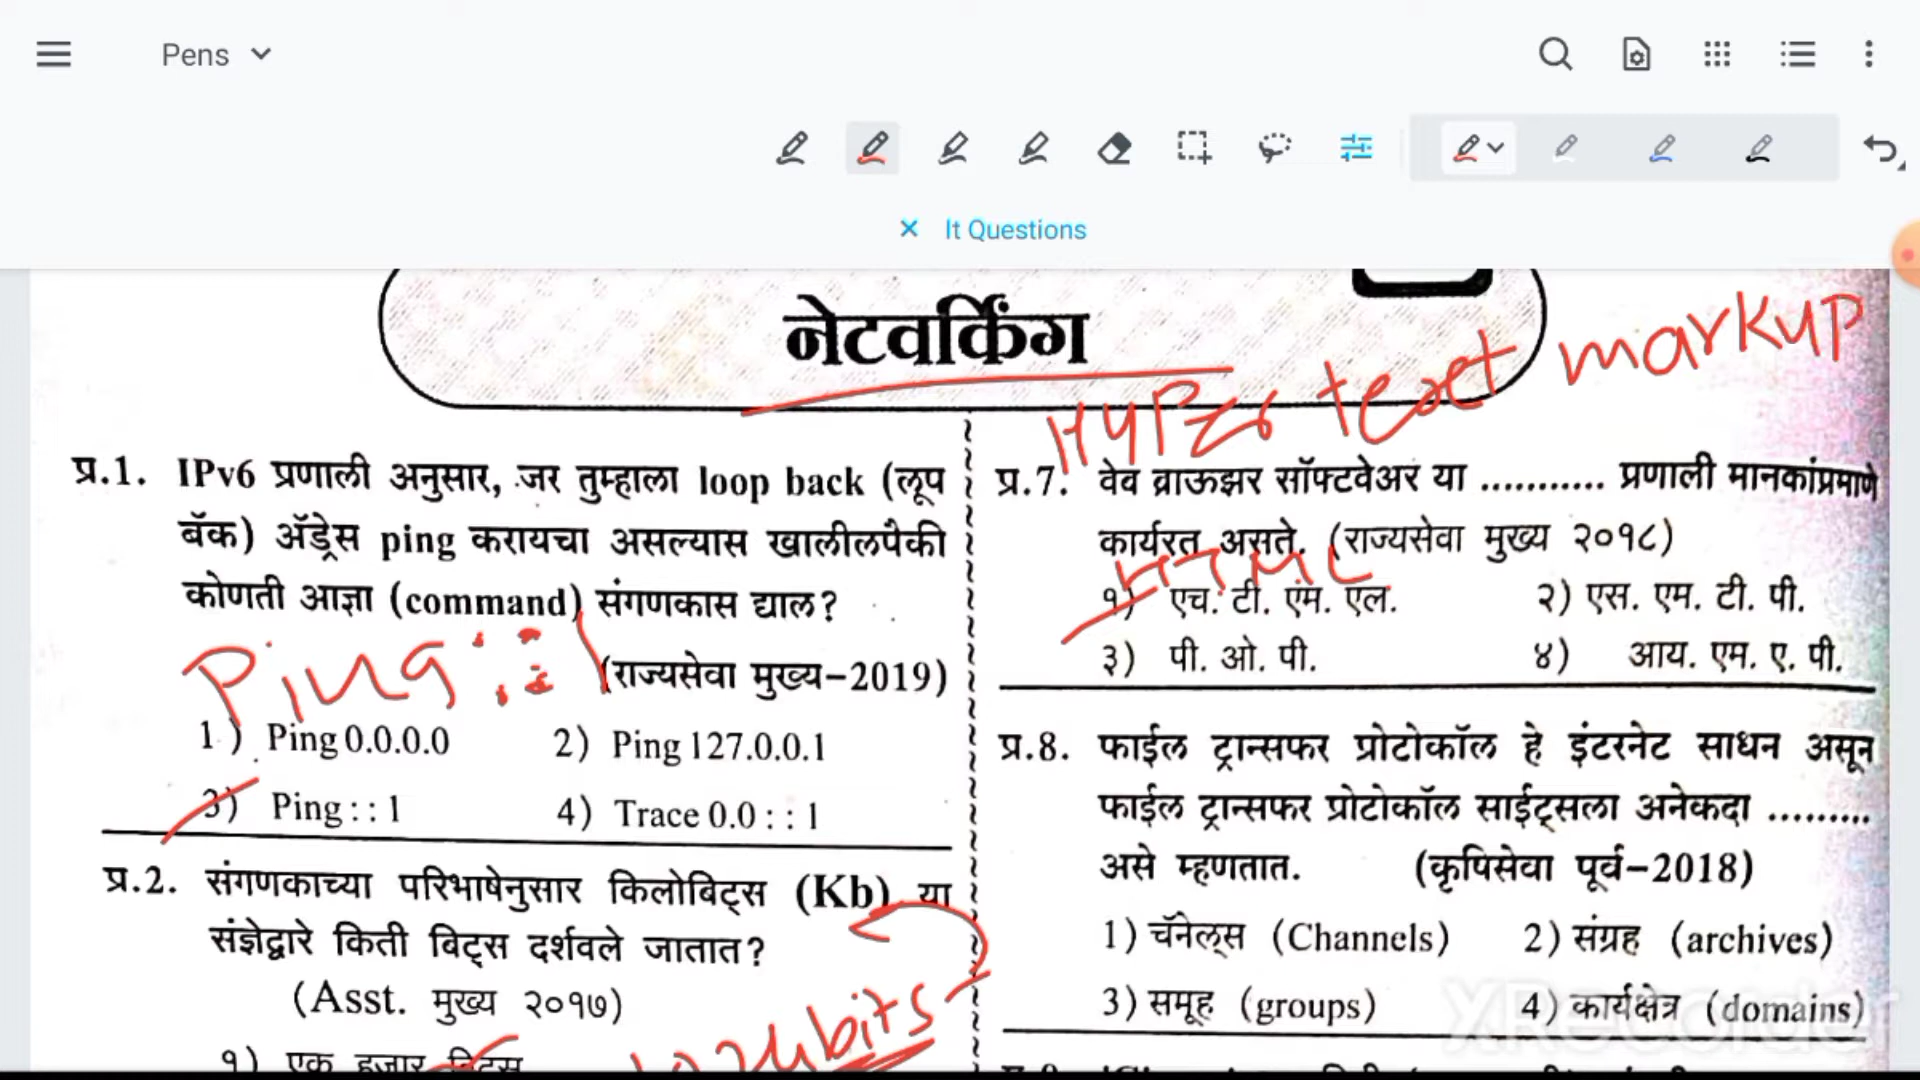 Pens
It Questions
नेटवर्किंग
HYPer text markup
प्र.1. IPv6 प्रणाली अनुसार, जर तुम्हाला loop back (लूप
बॅक) ॲड्रेस ping करायचा असल्यास खालीलपैकी
कोणती आज्ञा (command) संगणकास द्याल?
Ping ::1
(राज्यसेवा मुख्य-2019)
1) Ping 0.0.0.0 2) Ping 127.0.0.1
3) Ping : : 1 4) Trace 0.0 : : 1
प्र.2. संगणकाच्या परिभाषेनुसार किलोबिट्स (Kb) या
संज्ञेद्वारे किती बिट्स दर्शवले जातात?
(Asst. मुख्य २०१७)
bits
१) एक हजार बिट्स
प्र.7. वेब ब्राऊझर सॉफ्टवेअर या ........... प्रणाली मानकांप्रमाणे
कार्यरत असते. (राज्यसेवा मुख्य २०१८)
HTML
१) एच. टी. एम. एल. २) एस. एम. टी. पी.
३) पी. ओ. पी. ४) आय. एम. ए. पी.
प्र.8. फाईल ट्रान्सफर प्रोटोकॉल हे इंटरनेट साधन असून
फाईल ट्रान्सफर प्रोटोकॉल साईट्सला अनेकदा .........
असे म्हणतात. (कृषिसेवा पूर्व-2018)
1) चॅनेल्स (Channels) 2) संग्रह (archives)
3) समूह (groups) 4) कार्यक्षेत्र (domains)
XRecorder